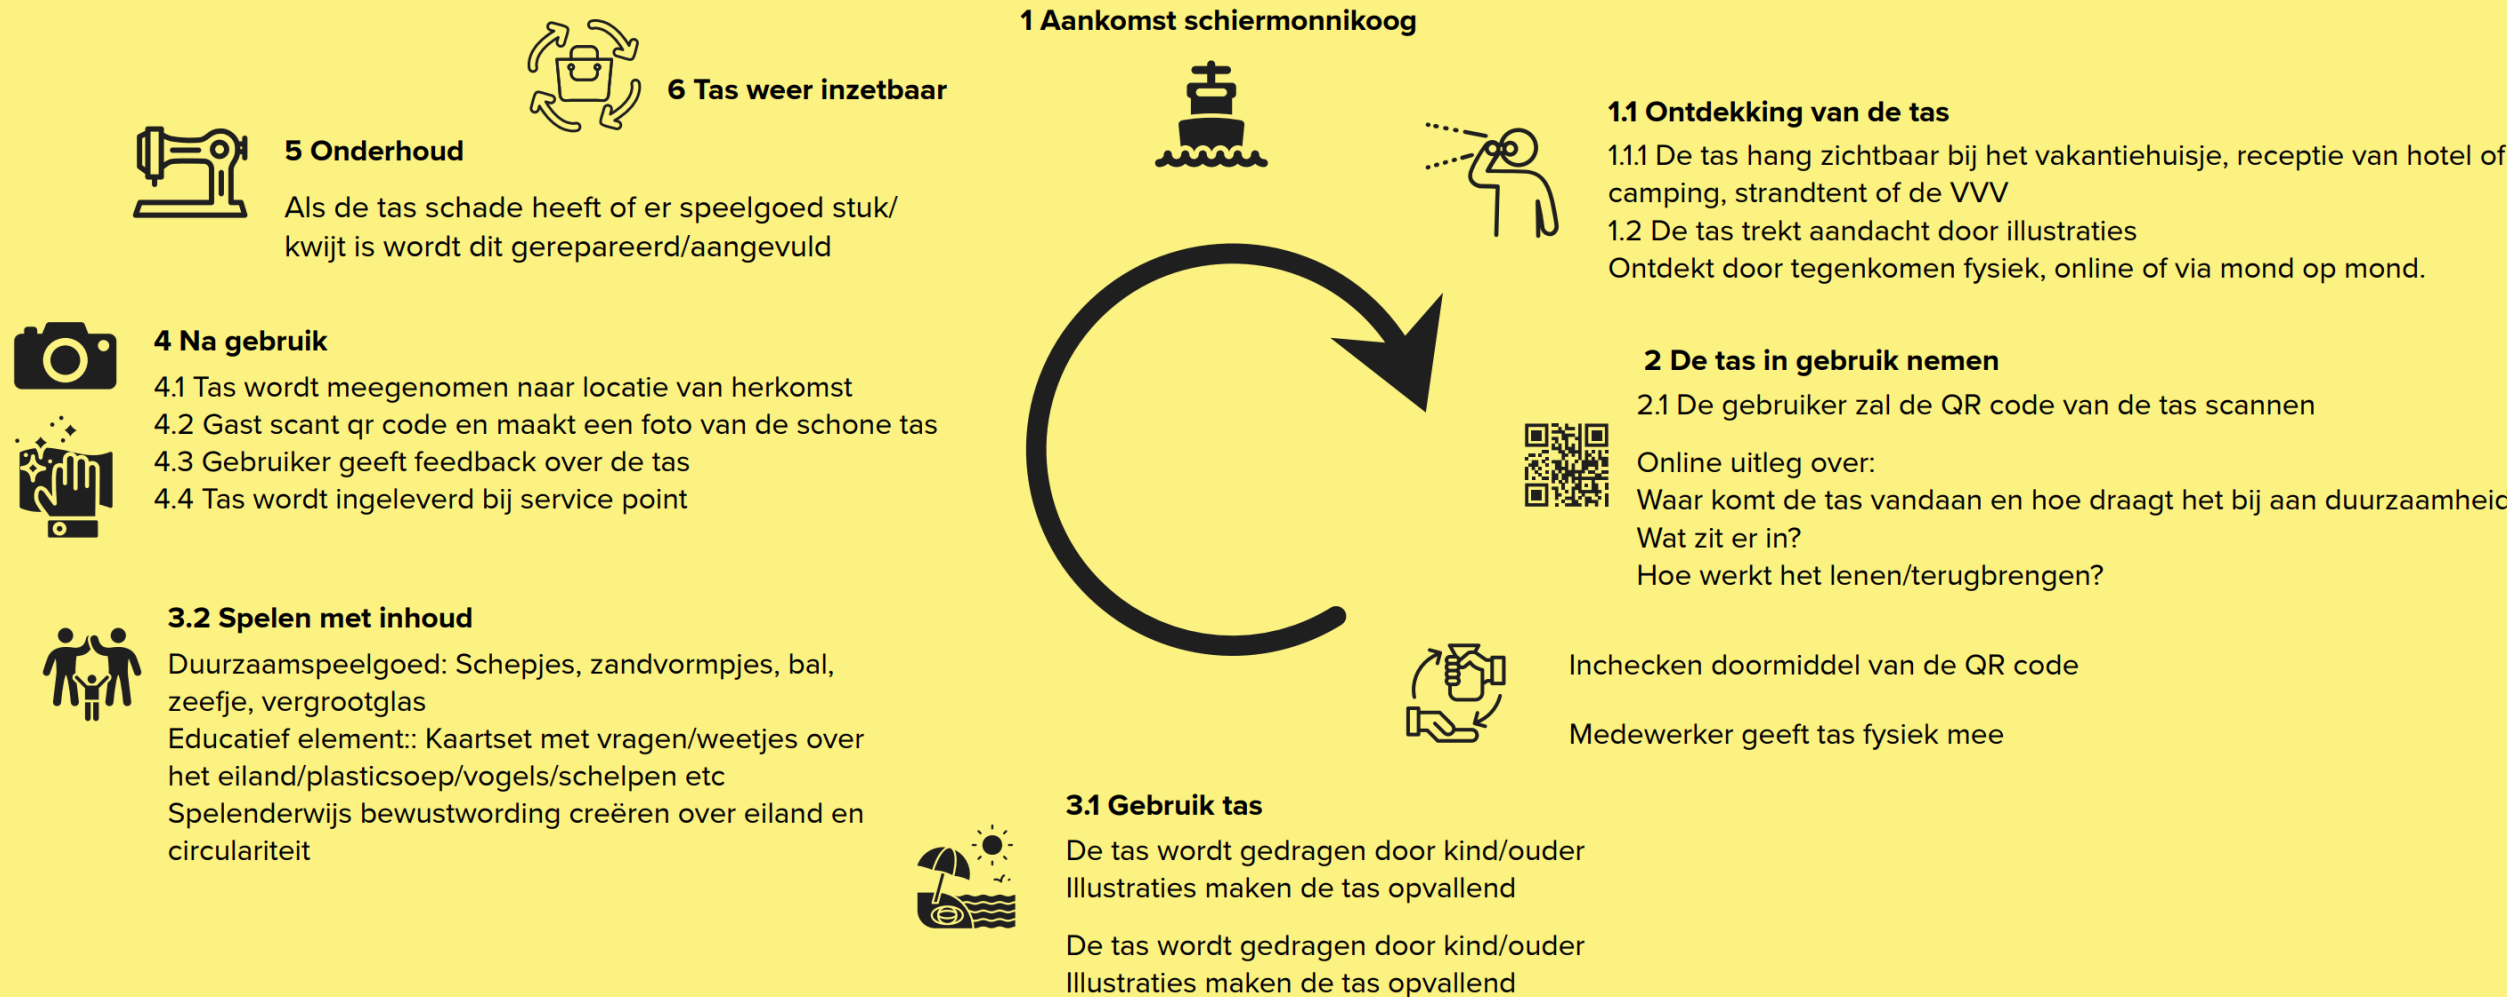 1 Aankomst schiermonnikoog
1.1 Ontdekking van de tas
1.1.1 De tas hang zichtbaar bij het vakantiehuisje, receptie van hotel of
camping, strandtent of de VVV
1.2 De tas trekt aandacht door illustraties
Ontdekt door tegenkomen fysiek, online of via mond op mond.
2 De tas in gebruik nemen
2.1 De gebruiker zal de QR code van de tas scannen
Online uitleg over:
Waar komt de tas vandaan en hoe draagt het bij aan duurzaamheid
Wat zit er in?
Hoe werkt het lenen/terugbrengen?
Inchecken doormiddel van de QR code
Medewerker geeft tas fysiek mee
3.1 Gebruik tas
De tas wordt gedragen door kind/ouder
Illustraties maken de tas opvallend
De tas wordt gedragen door kind/ouder
Illustraties maken de tas opvallend
3.2 Spelen met inhoud
Duurzaamspeelgoed: Schepjes, zandvormpjes, bal,
zeefje, vergrootglas
Educatief element:: Kaartset met vragen/weetjes over
het eiland/plasticsoep/vogels/schelpen etc
Spelenderwijs bewustwording creëren over eiland en
circulariteit
4 Na gebruik
4.1 Tas wordt meegenomen naar locatie van herkomst
4.2 Gast scant qr code en maakt een foto van de schone tas
4.3 Gebruiker geeft feedback over de tas
4.4 Tas wordt ingeleverd bij service point
5 Onderhoud
Als de tas schade heeft of er speelgoed stuk/
kwijt is wordt dit gerepareerd/aangevuld
6 Tas weer inzetbaar